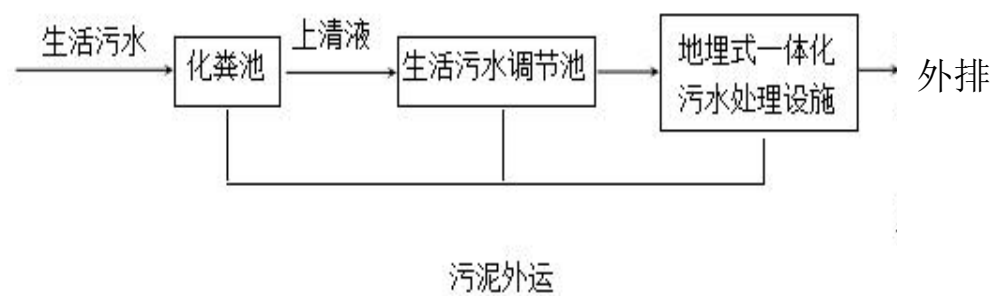 生活污水
化粪池
上清液
生活污水调节池
地埋式一体化
污水处理设施
外排
污泥外运